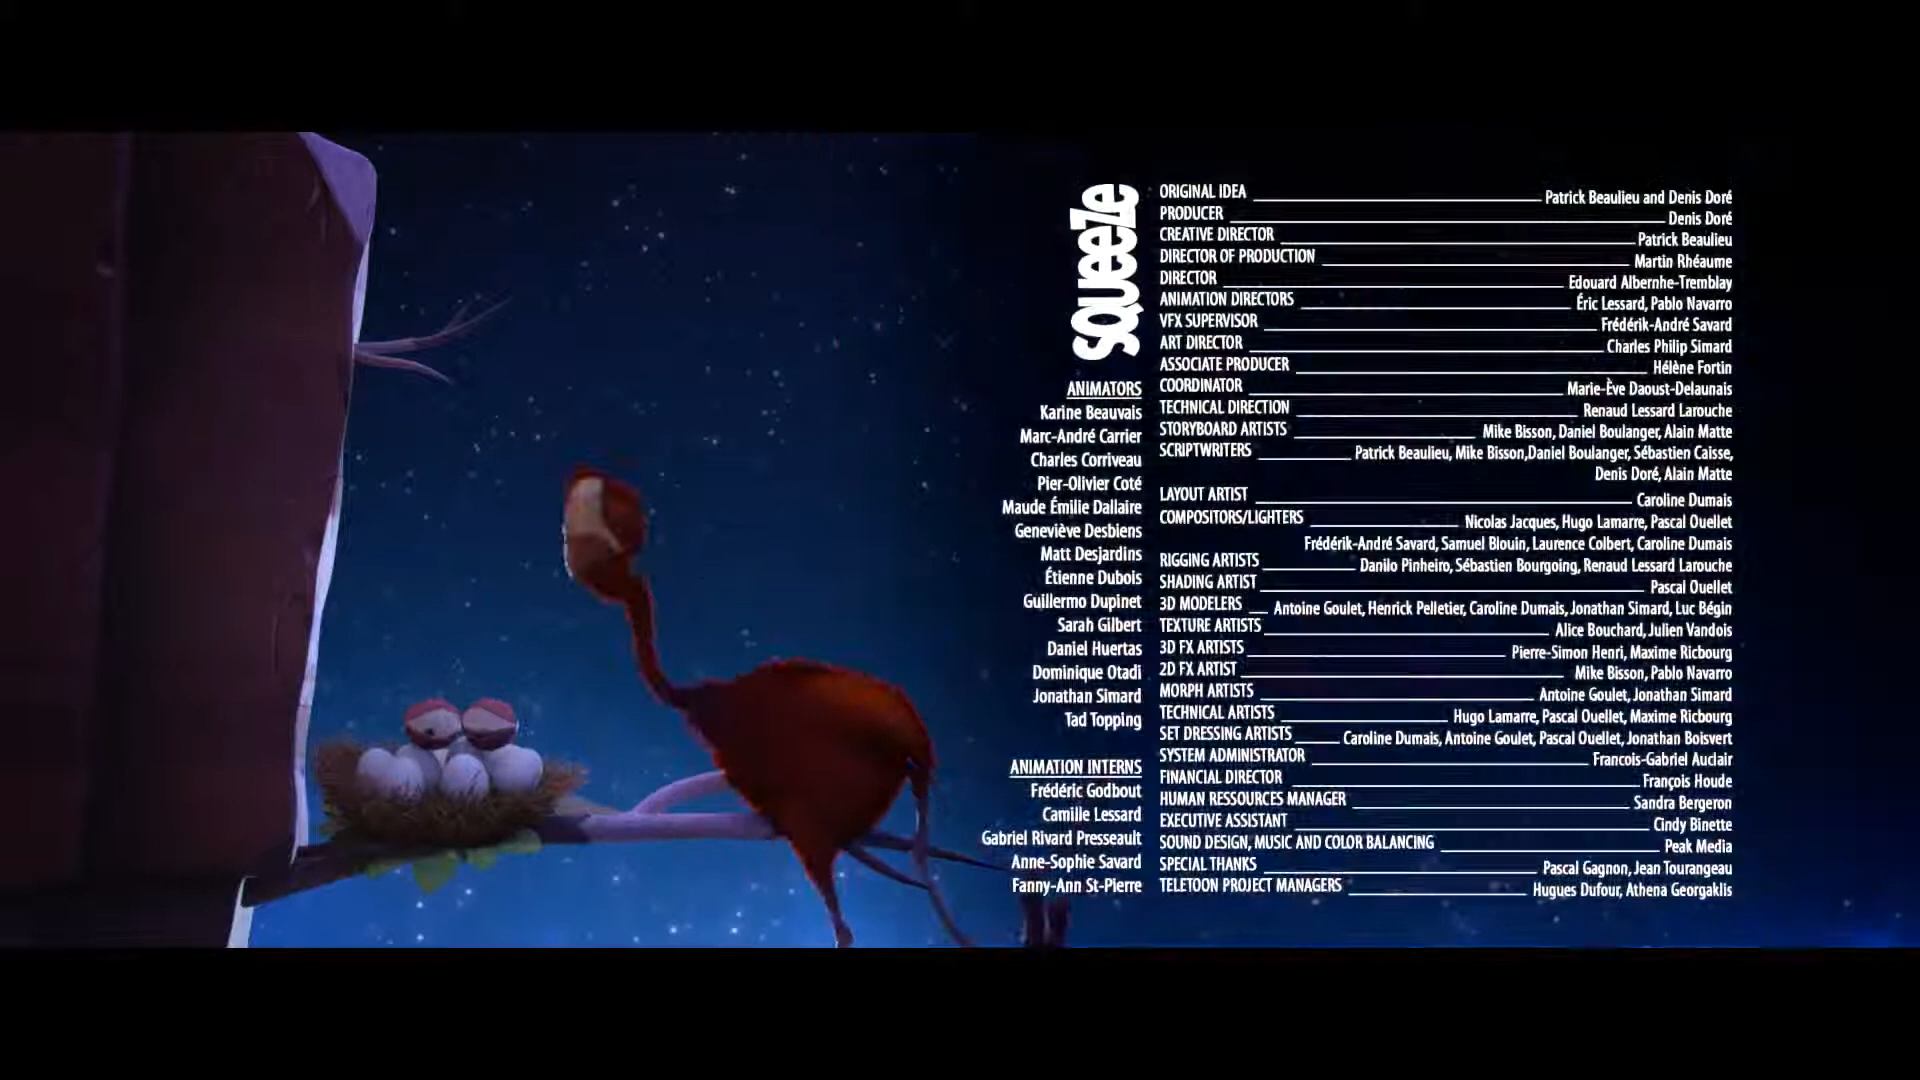 squeeze
ANIMATORS
Karine Beauvais
Marc-André Carrier
Charles Corriveau
Pier-Olivier Coté
Maude Émilie Dallaire
Geneviève Desbiens
Matt Desjardins
Étienne Dubois
Guillermo Dupinet
Sarah Gilbert
Daniel Huertas
Dominique Otadi
Jonathan Simard
Tad Topping
ANIMATION INTERNS
Frédéric Godbout
Camille Lessard
Gabriel Rivard Presseault
Anne-Sophie Savard
Fanny-Ann St-Pierre
ORIGINAL IDEA Patrick Beaulieu and Denis Doré
PRODUCER Denis Doré
CREATIVE DIRECTOR Patrick Beaulieu
DIRECTOR OF PRODUCTION Martin Rhéaume
DIRECTOR Edouard Albernhe-Tremblay
ANIMATION DIRECTORS Éric Lessard, Pablo Navarro
VFX SUPERVISOR Frédérik-André Savard
ART DIRECTOR Charles Philip Simard
ASSOCIATE PRODUCER Hélène Fortin
COORDINATOR Marie-Ève Daoust-Delaunais
TECHNICAL DIRECTION Renaud Lessard Larouche
STORYBOARD ARTISTS Mike Bisson, Daniel Boulanger, Alain Matte
SCRIPTWRITERS Patrick Beaulieu, Mike Bisson,Daniel Boulanger, Sébastien Caisse,
Denis Doré, Alain Matte
LAYOUT ARTIST Caroline Dumais
COMPOSITORS/LIGHTERS Nicolas Jacques, Hugo Lamarre, Pascal Ouellet
Frédérik-André Savard, Samuel Blouin, Laurence Colbert, Caroline Dumais
RIGGING ARTISTS Danilo Pinheiro, Sébastien Bourgoing, Renaud Lessard Larouche
SHADING ARTIST Pascal Ouellet
3D MODELERS Antoine Goulet, Henrick Pelletier, Caroline Dumais, Jonathan Simard, Luc Bégin
TEXTURE ARTISTS Alice Bouchard, Julien Vandois
3D FX ARTISTS Pierre-Simon Henri, Maxime Ricbourg
2D FX ARTIST Mike Bisson, Pablo Navarro
MORPH ARTISTS Antoine Goulet, Jonathan Simard
TECHNICAL ARTISTS Hugo Lamarre, Pascal Ouellet, Maxime Ricbourg
SET DRESSING ARTISTS Caroline Dumais, Antoine Goulet, Pascal Ouellet, Jonathan Boisvert
SYSTEM ADMINISTRATOR Francois-Gabriel Auclair
FINANCIAL DIRECTOR François Houde
HUMAN RESSOURCES MANAGER Sandra Bergeron
EXECUTIVE ASSISTANT Cindy Binette
SOUND DESIGN, MUSIC AND COLOR BALANCING Peak Media
SPECIAL THANKS Pascal Gagnon, Jean Tourangeau
TELETOON PROJECT MANAGERS Hugues Dufour, Athena Georgaklis